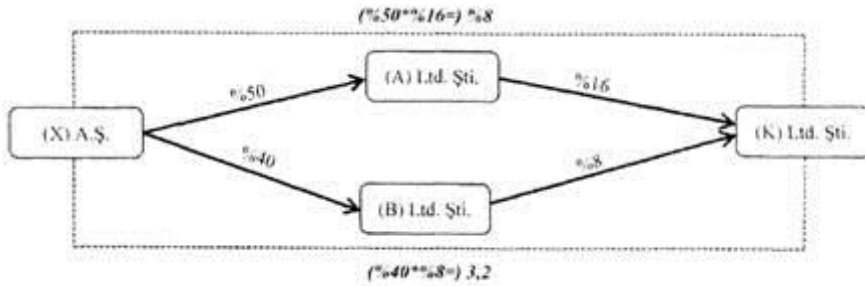 (%50*%16=) %8
(A) Ltd. Şti.
%50
%16
(X) A.Ş.
(K) Ltd. Şti.
%40
%8
(B) Ltd. Şti.
(%40*%8=) 3,2